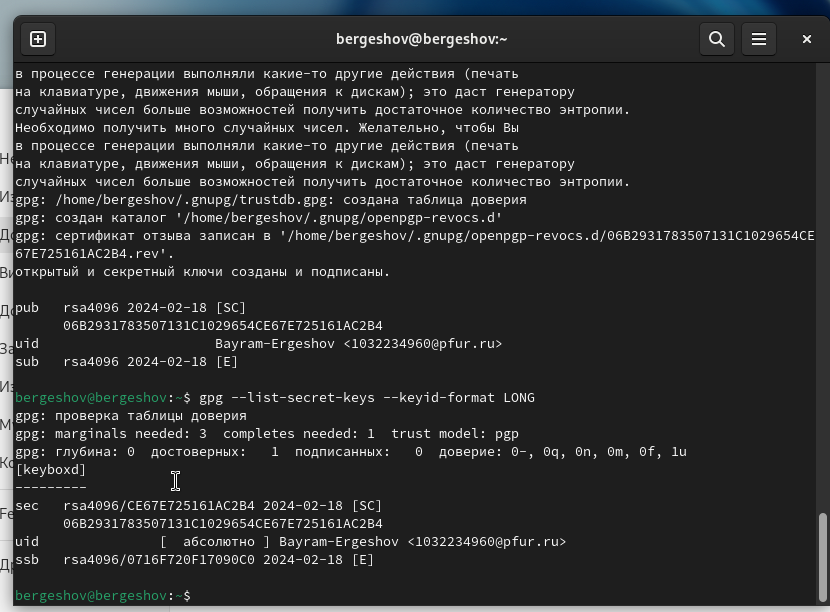 bergeshov@bergeshov:~
в процессе генерации выполняли какие-то другие действия (печать
на клавиатуре, движения мыши, обращения к дискам); это даст генератору
случайных чисел больше возможностей получить достаточное количество энтропии.
Необходимо получить много случайных чисел. Желательно, чтобы Вы
в процессе генерации выполняли какие-то другие действия (печать
на клавиатуре, движения мыши, обращения к дискам); это даст генератору
случайных чисел больше возможностей получить достаточное количество энтропии.
gpg: /home/bergeshov/.gnupg/trustdb.gpg: создана таблица доверия
gpg: создан каталог '/home/bergeshov/.gnupg/openpgp-revocs.d'
gpg: сертификат отзыва записан в '/home/bergeshov/.gnupg/openpgp-revocs.d/06B2931783507131C1029654CE
67E725161AC2B4.rev'.
открытый и секретный ключи созданы и подписаны.
pub   rsa4096 2024-02-18 [SC]
      06B2931783507131C1029654CE67E725161AC2B4
uid                      Bayram-Ergeshov <1032234960@pfur.ru>
sub   rsa4096 2024-02-18 [E]
bergeshov@bergeshov:~$ gpg --list-secret-keys --keyid-format LONG
gpg: проверка таблицы доверия
gpg: marginals needed: 3  completes needed: 1  trust model: pgp
gpg: глубина: 0  достоверных:   1  подписанных:   0  доверие: 0-, 0q, 0n, 0m, 0f, 1u
[keyboxd]
---------
sec   rsa4096/CE67E725161AC2B4 2024-02-18 [SC]
      06B2931783507131C1029654CE67E725161AC2B4
uid               [  абсолютно ] Bayram-Ergeshov <1032234960@pfur.ru>
ssb   rsa4096/0716F720F17090C0 2024-02-18 [E]
bergeshov@bergeshov:~$